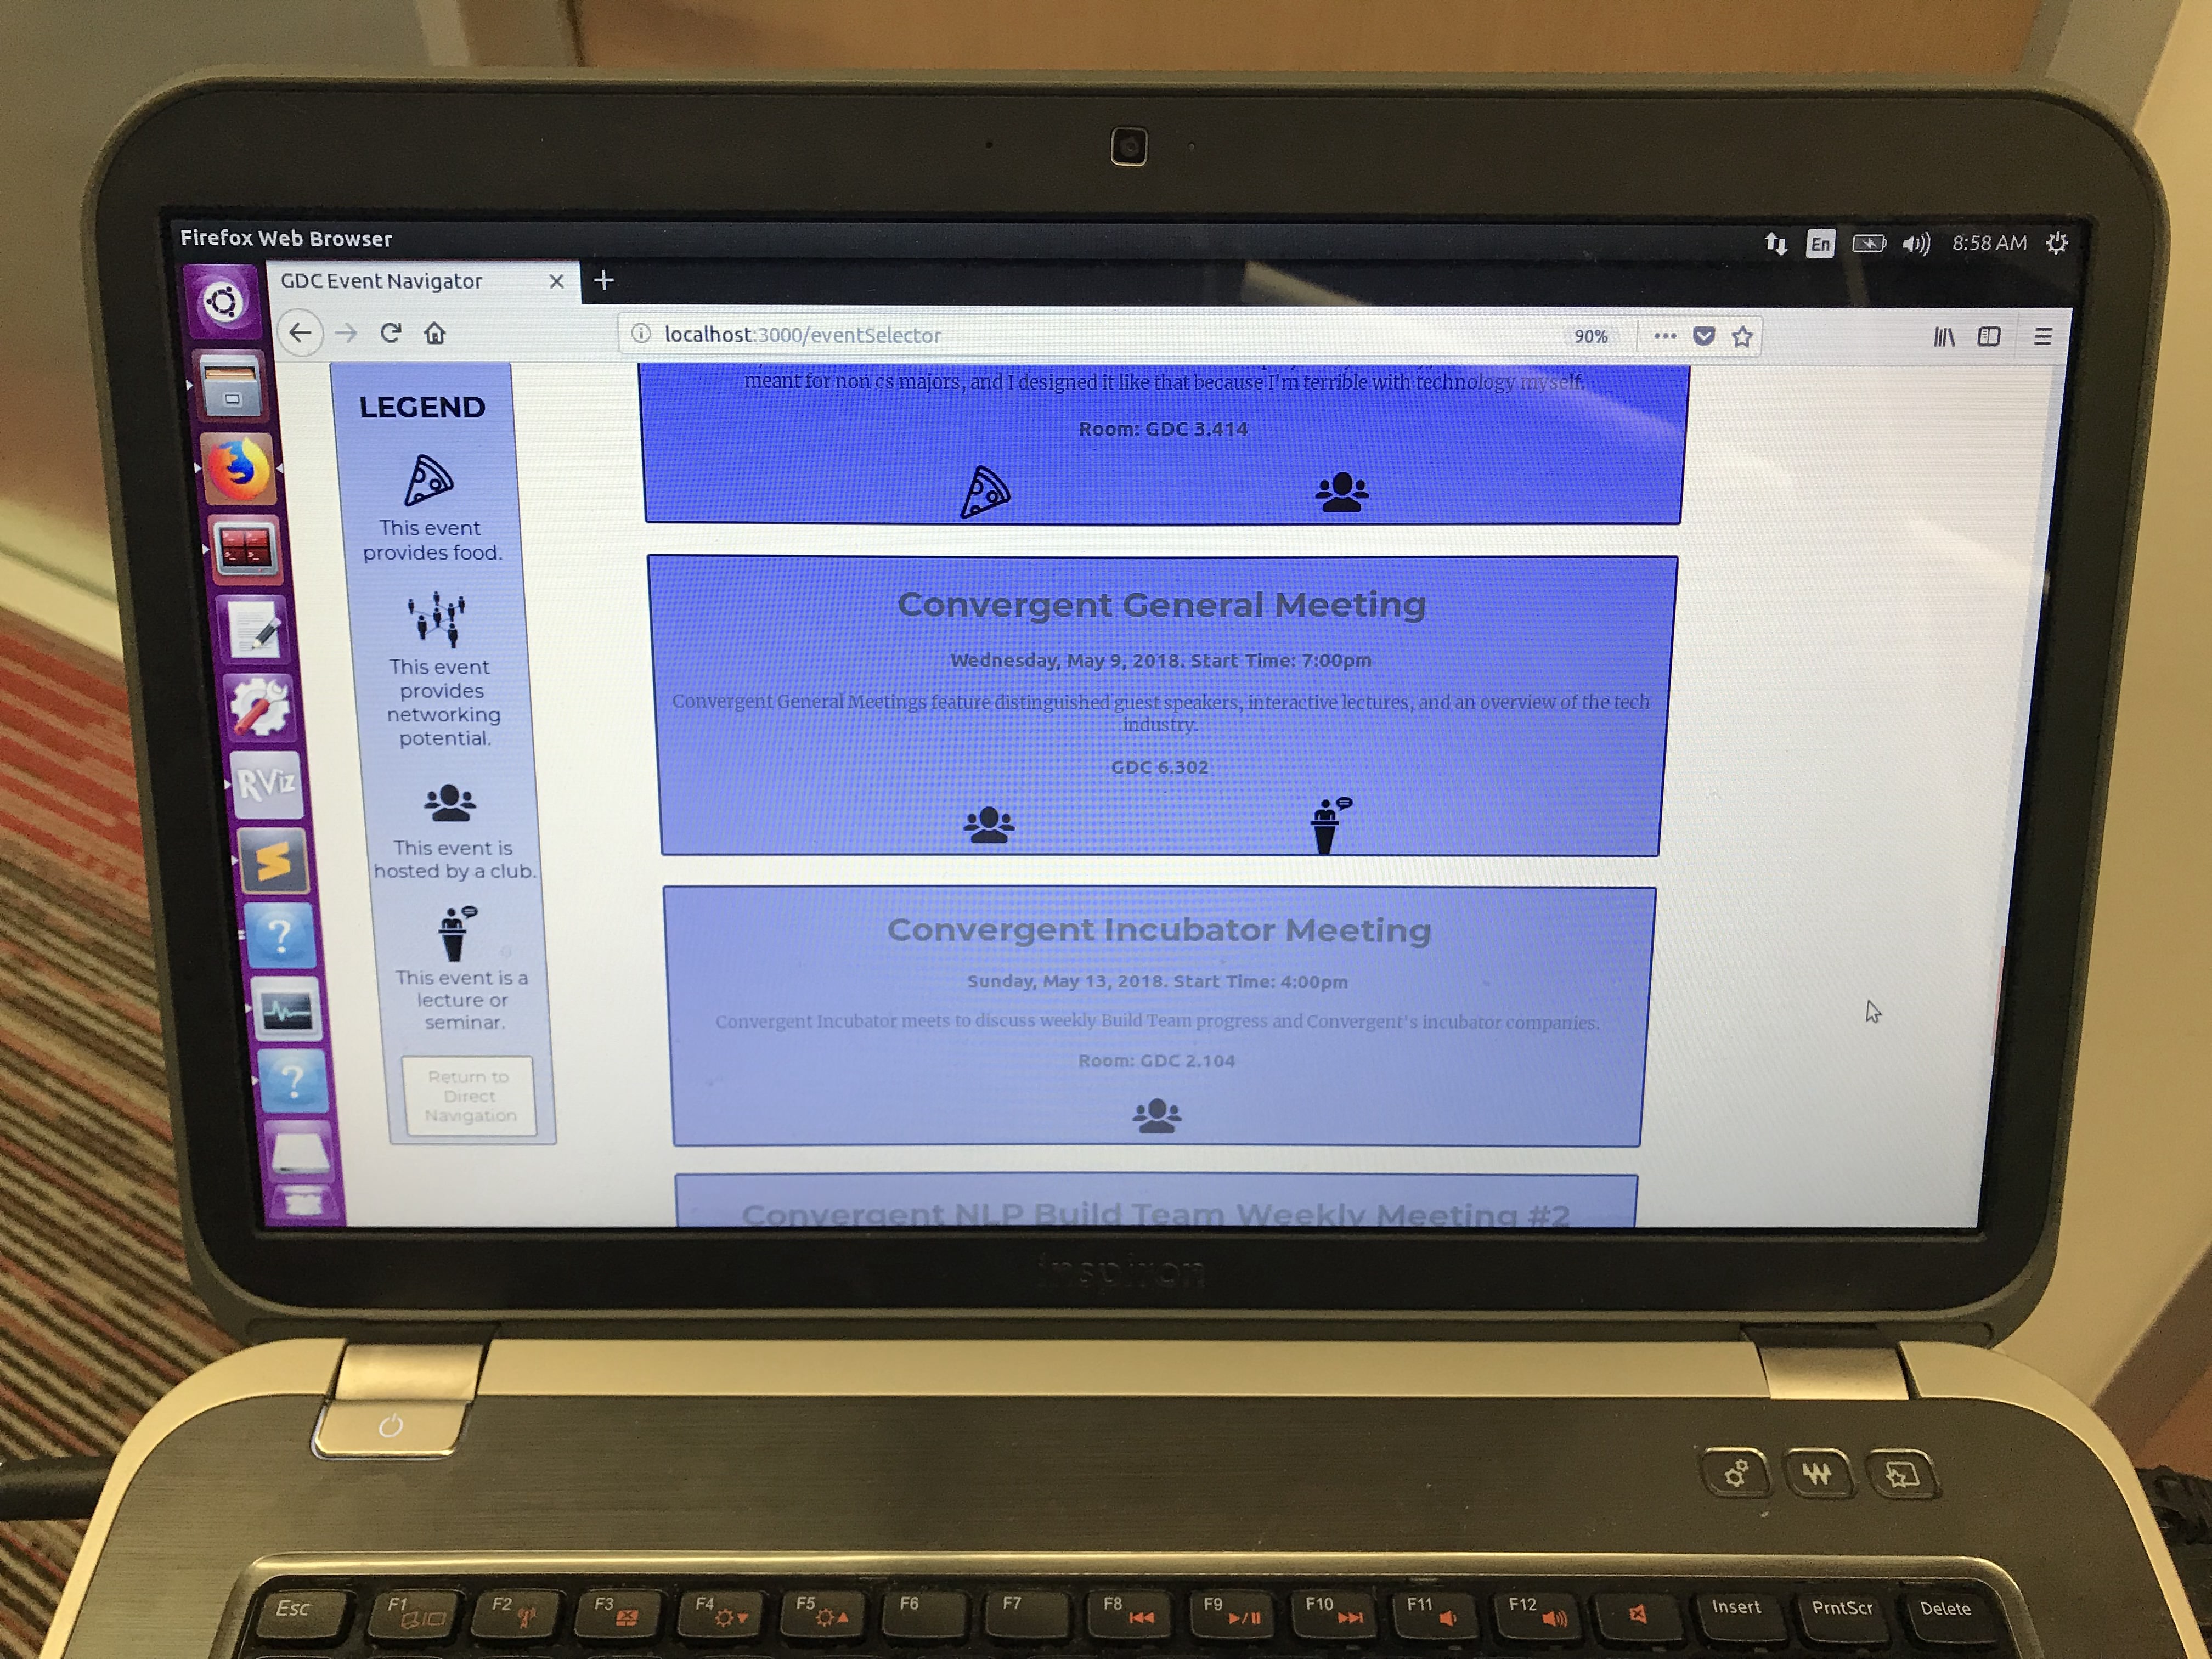 Firefox Web Browser
En
8:58 AM
GDC Event Navigator
localhost:3000/eventSelector
90%
LEGEND
This event
provides food.
This event
provides
networking
potential.
This event is
hosted by a club.
This event is a
lecture or
seminar.
Return to
Direct
Navigation
meant for non cs majors, and I designed it like that because I'm terrible with technology myself.
Room: GDC 3.414
Convergent General Meeting
Wednesday, May 9, 2018. Start Time: 7:00pm
Convergent General Meetings feature distinguished guest speakers, interactive lectures, and an overview of the tech
industry.
GDC 6.302
Convergent Incubator Meeting
Sunday, May 13, 2018. Start Time: 4:00pm
Convergent Incubator meets to discuss weekly Build Team progress and Convergent's incubator companies.
Room: GDC 2.104
Convergent NLP Build Team Weekly Meeting #2
RViz
inspiron
Esc
F1
F2
F3
F4
F5
F6
F7
F8
F9
F10
F11
F12
Insert
PrntScr
Delete